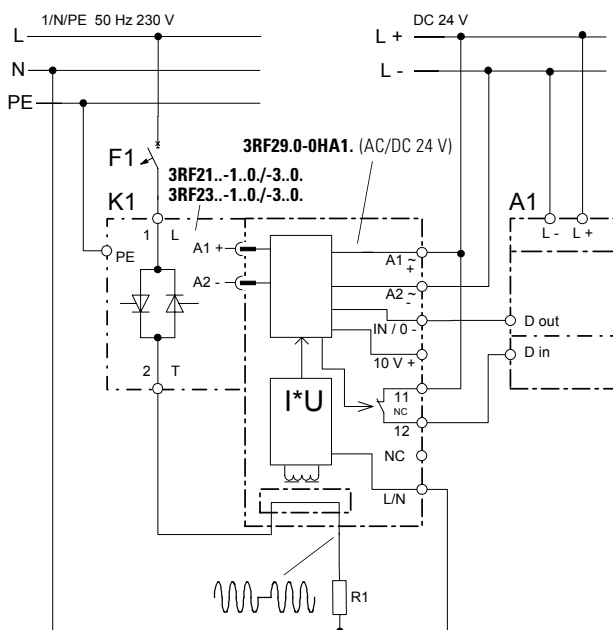 1/N/PE 50 Hz 230 V
DC 24 V
L
L +
N
L -
PE
F1
3RF29.0-0HA1. (AC/DC 24 V)
3RF21..-1..0./-3..0.
3RF23..-1..0./-3..0.
K1
A1
1 L
L - L +
PE
A1 +
A1 ~
+
A2 -
A2 ~
-
IN / 0 -
D out
10 V +
D in
2 T
I*U
11
NC
12
NC
L/N
R1